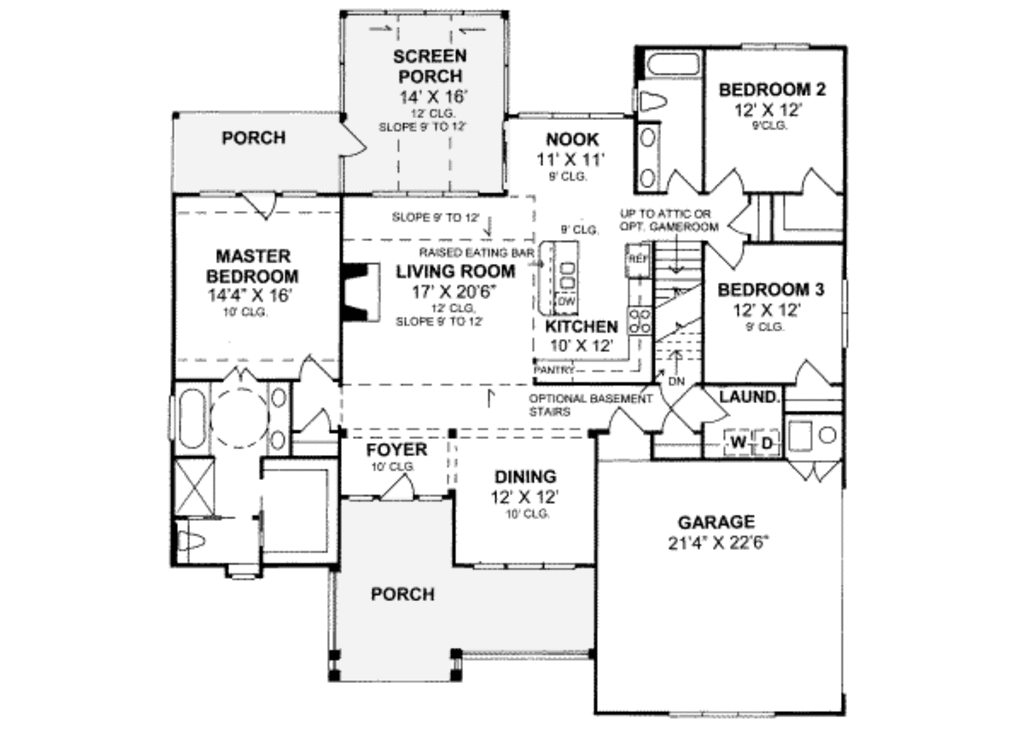 SCREEN
PORCH
14' X 16'
12' CLG.
SLOPE 9' TO 12'
PORCH
NOOK
11' X 11'
9' CLG.
BEDROOM 2
12' X 12'
9'CLG.
SLOPE 9' TO 12'
UP TO ATTIC OR
OPT. GAMEROOM
9' CLG.
RAISED EATING BAR
MASTER
BEDROOM
14'4" X 16'
10' CLG.
LIVING ROOM
17' X 20'6"
12' CLG,
SLOPE 9' TO 12'
REF
DW
KITCHEN
10' X 12'
PANTRY
BEDROOM 3
12' X 12'
9' CLG.
DN
OPTIONAL BASEMENT
STAIRS
LAUND.
W D
FOYER
10' CLG.
DINING
12' X 12'
10' CLG.
GARAGE
21'4" X 22'6"
PORCH